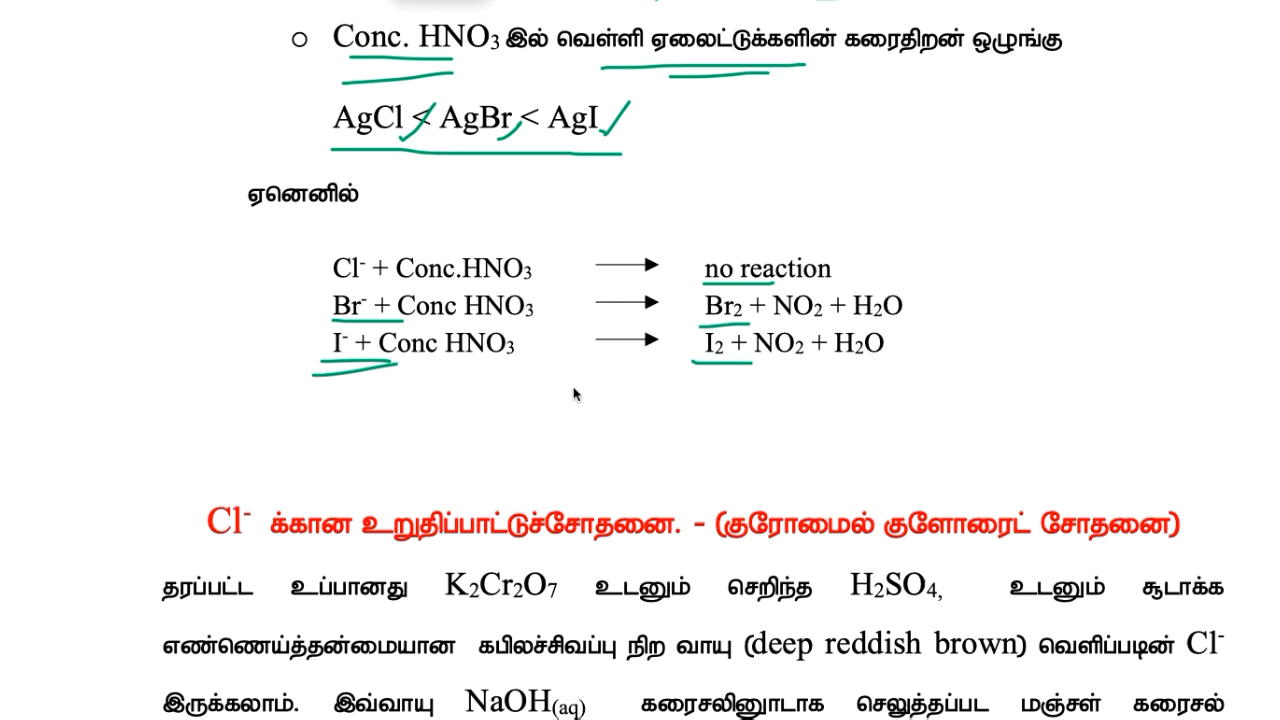 ○ Conc. HNO₃ இல் வெள்ளி ஏலைட்டுக்களின் கரைதிறன் ஒழுங்கு
AgCl < AgBr < AgI
ஏனெனில்
Cl⁻ + Conc.HNO₃ ⟶ no reaction
Br⁻ + Conc HNO₃ ⟶ Br₂ + NO₂ + H₂O
I⁻ + Conc HNO₃ ⟶ I₂ + NO₂ + H₂O
Cl⁻ க்கான உறுதிப்பாட்டுச்சோதனை. - (குரோமைல் குளோரைட் சோதனை)
தரப்பட்ட உப்பானது K₂Cr₂O₇ உடனும் செறிந்த H₂SO₄, உடனும் சூடாக்க
எண்ணெய்த்தன்மையான கபிலச்சிவப்பு நிற வாயு (deep reddish brown) வெளிப்படின் Cl⁻
இருக்கலாம். இவ்வாயு NaOH(aq) கரைசலினூடாக செலுத்தப்பட மஞ்சள் கரைசல்